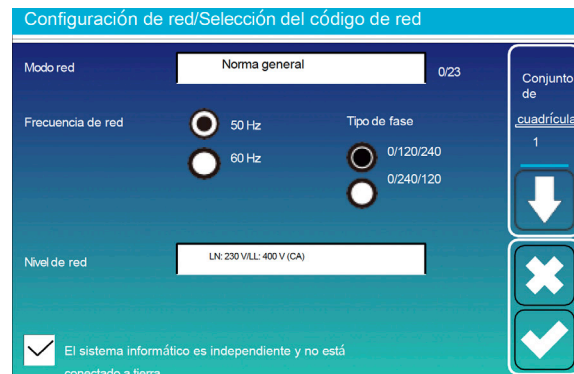 Configuración de red/Selección del código de red
Modo red
Norma general
0/23
Conjunto
de
cuadrícula
1
Frecuencia de red
50 Hz
60 Hz
Tipo de fase
0/120/240
0/240/120
Nivel de red
LN: 230 V/LL: 400 V (CA)
El sistema informático es independiente y no está
conectado a tierra